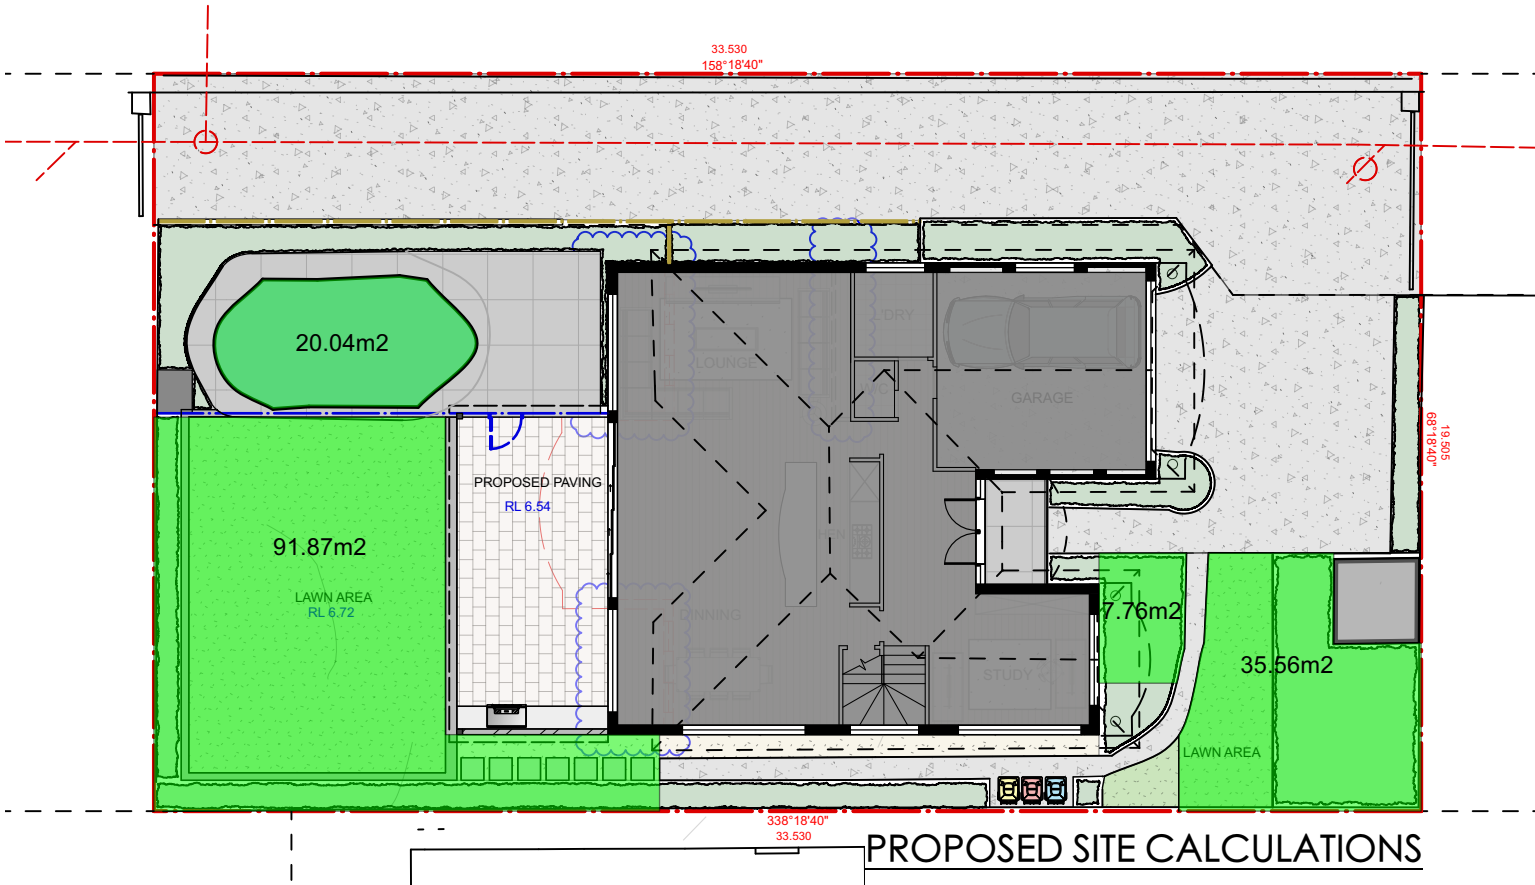 33.530
158°18'40"
20.04m2
L'DRY
LOUNGE
GARAGE
68°18'40"
19.505
PROPOSED PAVING
RL 6.54
91.87m2
LAWN AREA
RL 6.72
DINNING
7.76m2
35.56m2
STUDY
LAWN AREA
338°18'40"
33.530
PROPOSED SITE CALCULATIONS